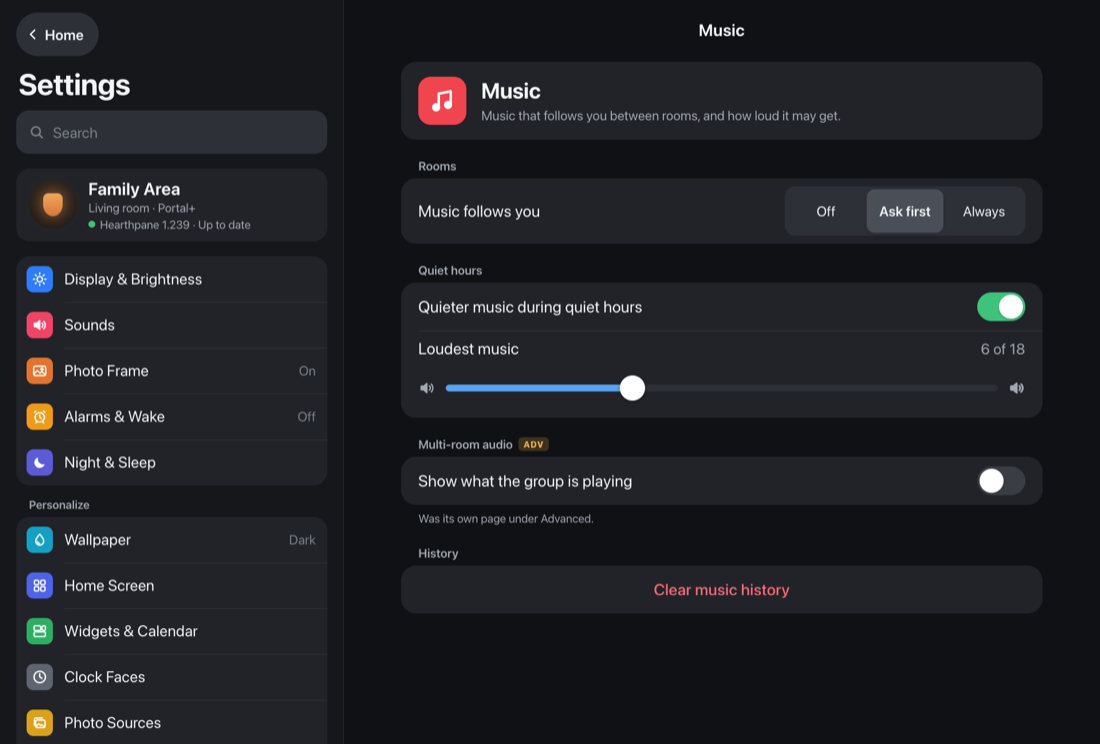 Home
Settings
Search
Family Area
Living room · Portal+
Hearthpane 1.239 · Up to date
Display & Brightness
Sounds
Photo Frame
On
Alarms & Wake
Off
Night & Sleep
Personalize
Wallpaper
Dark
Home Screen
Widgets & Calendar
Clock Faces
Photo Sources
Music
Music
Music that follows you between rooms, and how loud it may get.
Rooms
Music follows you
Off
Ask first
Always
Quiet hours
Quieter music during quiet hours
Loudest music
6 of 18
Multi-room audio
ADV
Show what the group is playing
Was its own page under Advanced.
History
Clear music history